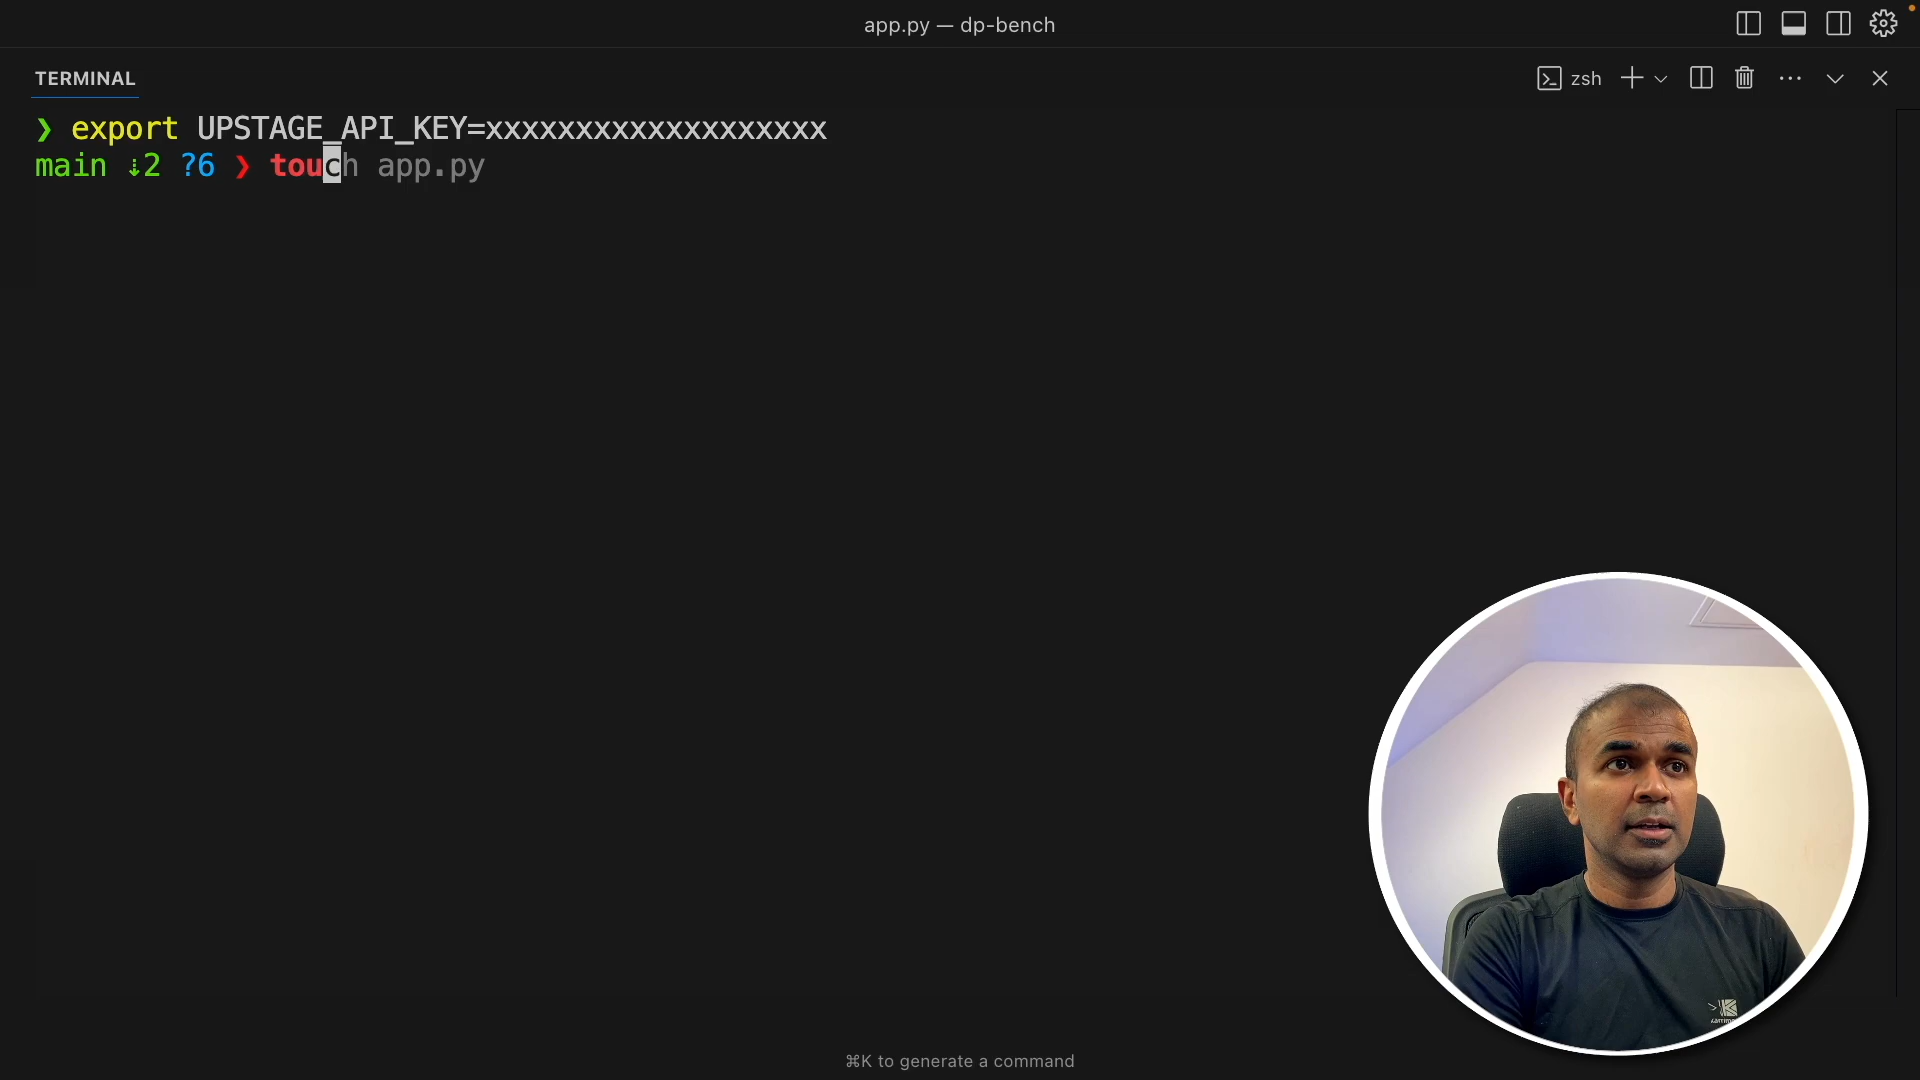 app.py — dp-bench
TERMINAL
zsh
❯ export UPSTAGE_API_KEY=xxxxxxxxxxxxxxxxxxx
main ⇣2 ?6 ❯ touch app.py
⌘K to generate a command